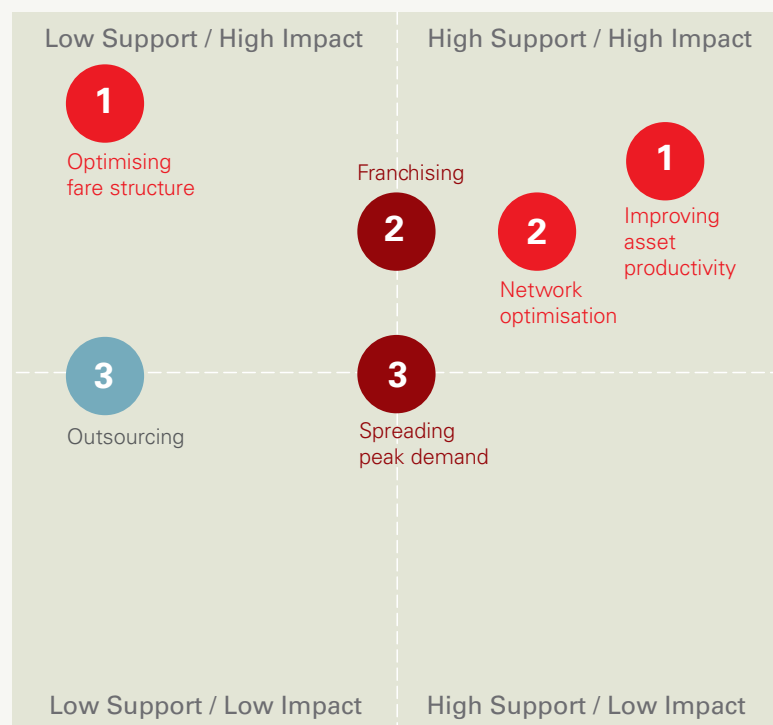 Low Support / High Impact
High Support / High Impact
1
Optimising
fare structure
Franchising
2
2
Network
optimisation
1
Improving
asset
productivity
3
Outsourcing
3
Spreading
peak demand
Low Support / Low Impact
High Support / Low Impact